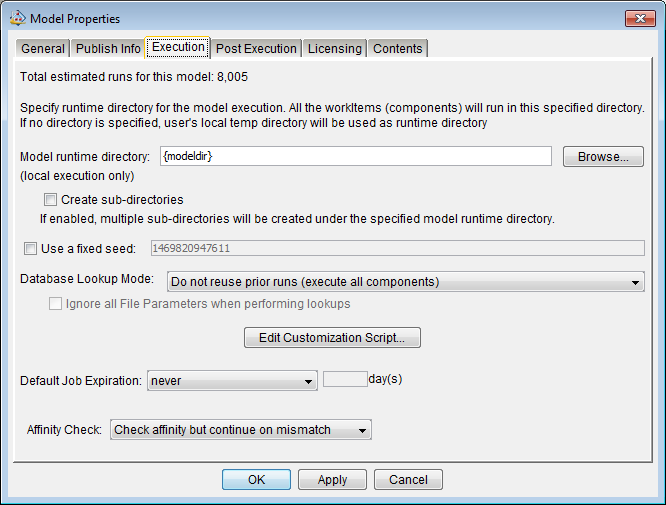 Model Properties
General Publish Info Execution Post Execution Licensing Contents
Total estimated runs for this model: 8,005
Specify runtime directory for the model execution. All the workItems (components) will run in this specified directory.
If no directory is specified, user's local temp directory will be used as runtime directory
Model runtime directory: {modeldir} Browse...
(local execution only)
Create sub-directories
If enabled, multiple sub-directories will be created under the specified model runtime directory.
Use a fixed seed: 1469820947611
Database Lookup Mode: Do not reuse prior runs (execute all components)
Ignore all File Parameters when performing lookups
Edit Customization Script...
Default Job Expiration: never day(s)
Affinity Check: Check affinity but continue on mismatch
OK Apply Cancel